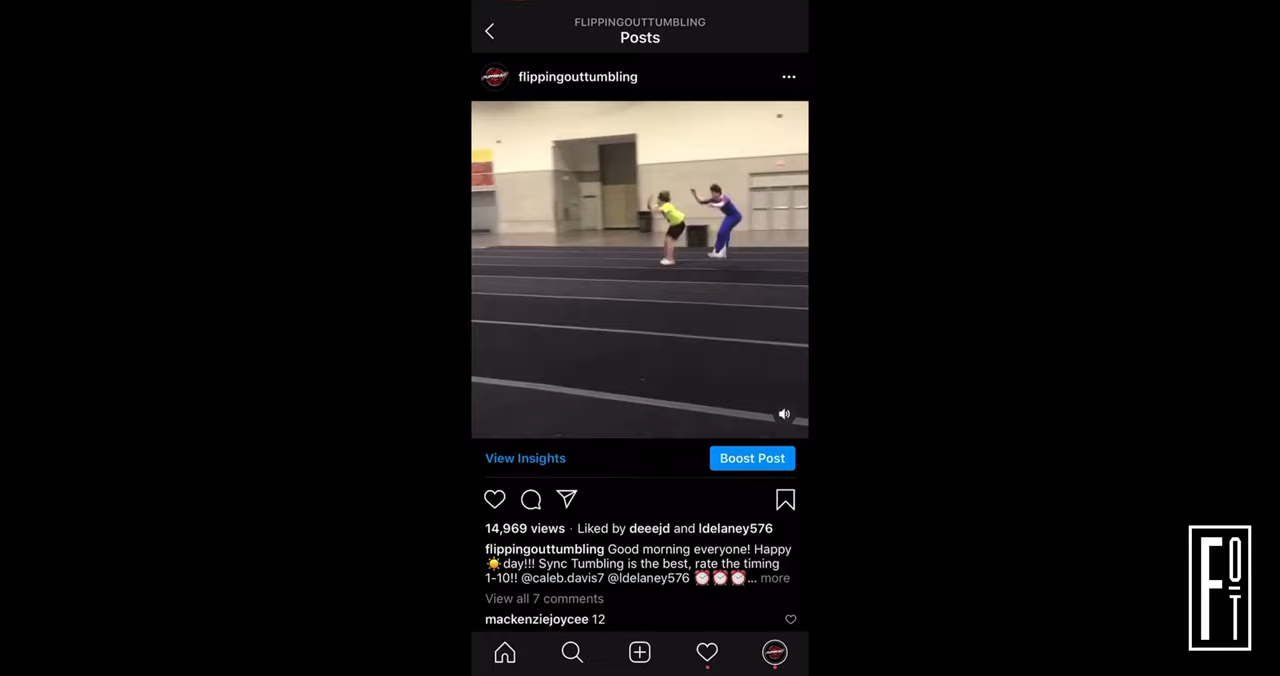 FLIPPINGOUTTUMBLING
Posts
flippingouttumbling
View Insights
Boost Post
14,969 views · Liked by deeejd and ldelaney576
flippingouttumbling Good morning everyone! Happy
☀️day!!! Sync Tumbling is the best, rate the timing
1-10!! @caleb.davis7 @ldelaney576 ⏰⏰⏰... more
View all 7 comments
mackenziejoycee 12
FOT